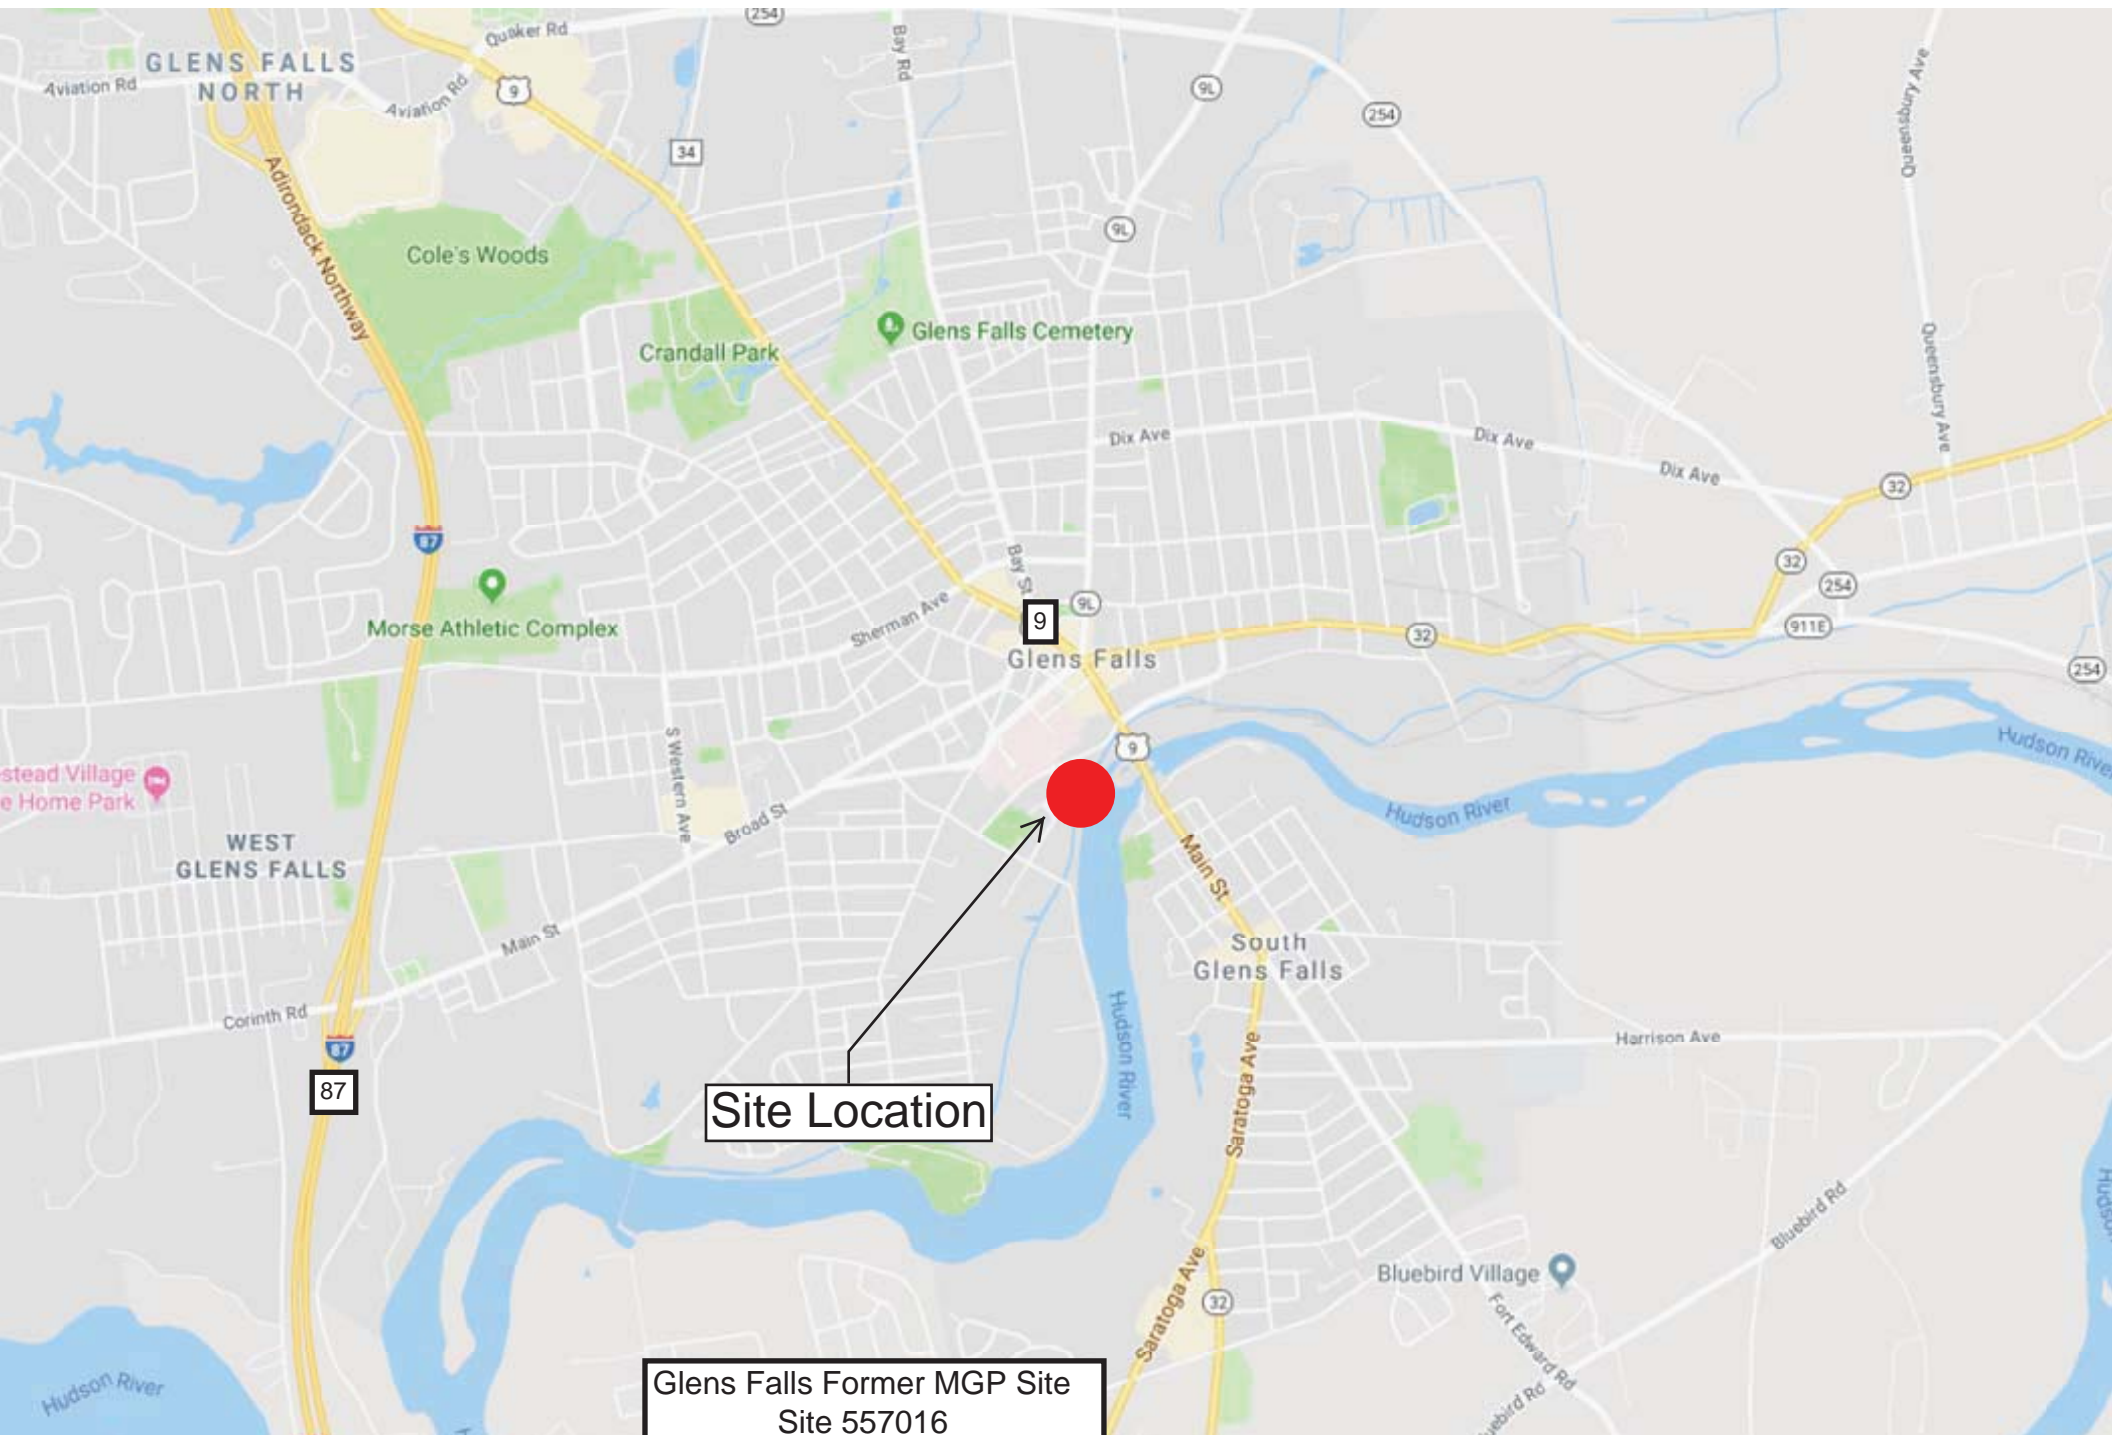 254
Quaker Rd
Bay Rd
GLENS FALLS
NORTH
Aviation Rd
Aviation Rd
9
9L
254
Queensbury Ave
34
Adirondack Northway
Cole's Woods
9L
Glens Falls Cemetery
Crandall Park
Queensbury Ave
Dix Ave
Dix Ave
Dix Ave
32
87
Bay St
32
254
Morse Athletic Complex
Sherman Ave
9
9L
32
911E
Glens Falls
254
S Western Ave
9
Hudson River
stead Village
e Home Park
Hudson River
Broad St
WEST
GLENS FALLS
Main St
Main St
South
Glens Falls
Corinth Rd
Hudson River
Harrison Ave
87
87
Saratoga Ave
Site Location
Bluebird Rd
Bluebird Village
Saratoga Ave
32
Fort Edward Rd
Hudson River
Glens Falls Former MGP Site
Site 557016
uebird Rd